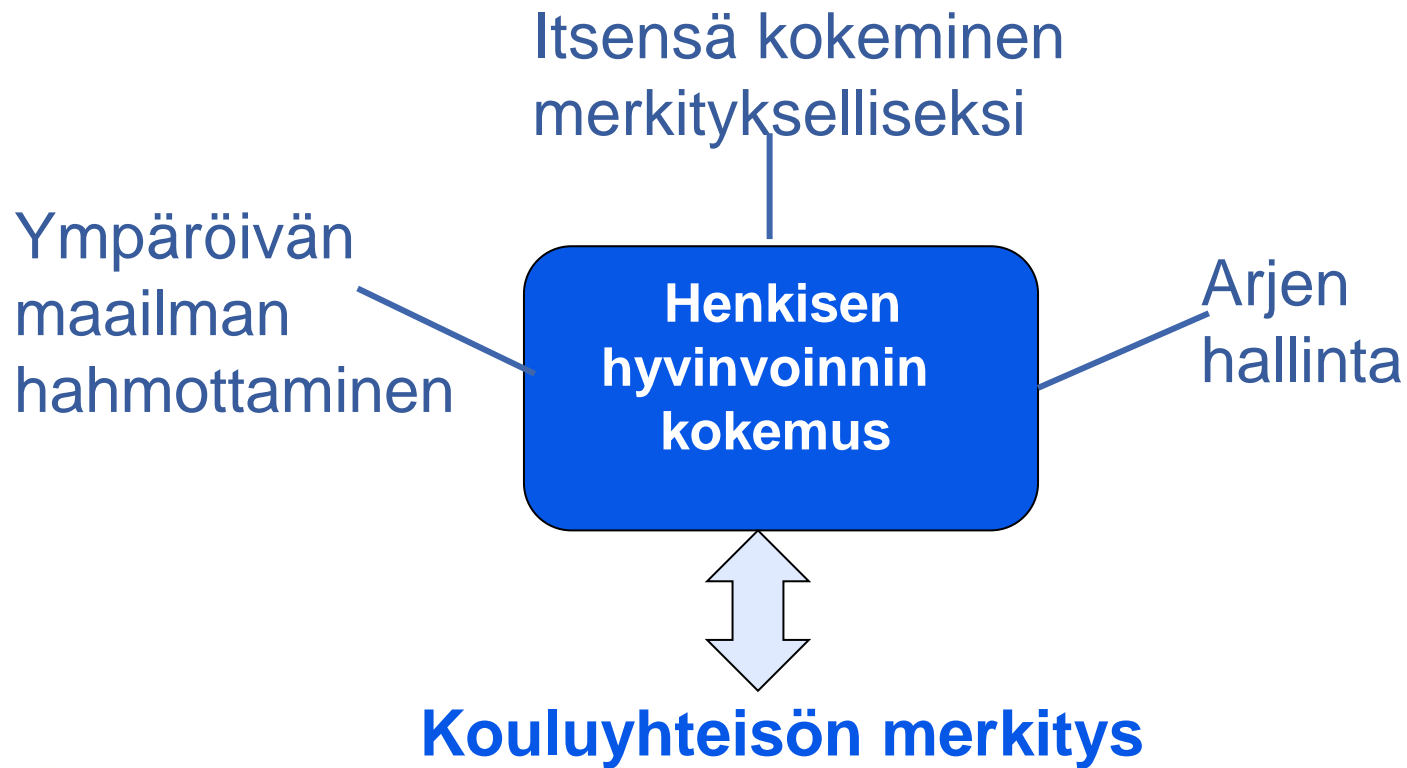 Itsensä kokeminen
merkitykselliseksi
Ympäröivän
maailman
hahmottaminen
Henkisen
hyvinvoinnin
kokemus
Arjen
hallinta
Kouluyhteisön merkitys